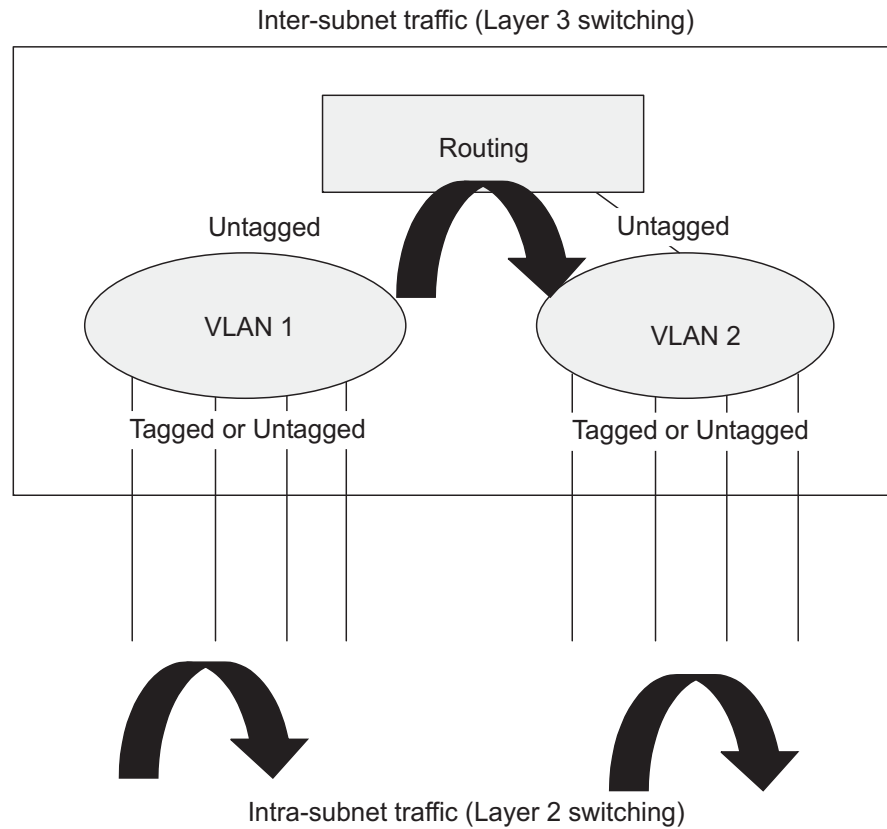 Inter-subnet traffic (Layer 3 switching)
Routing
Untagged
Untagged
VLAN 1
VLAN 2
Tagged or Untagged
Tagged or Untagged
Intra-subnet traffic (Layer 2 switching)